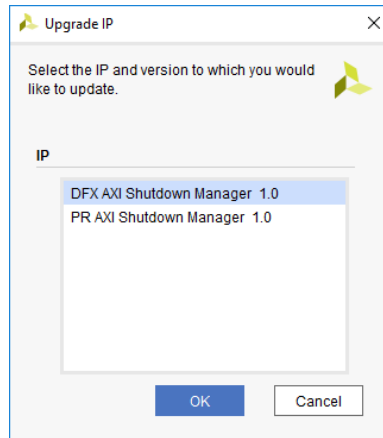 Upgrade IP
Select the IP and version to which you would
like to update.
IP
DFX AXI Shutdown Manager 1.0
PR AXI Shutdown Manager 1.0
OK
Cancel